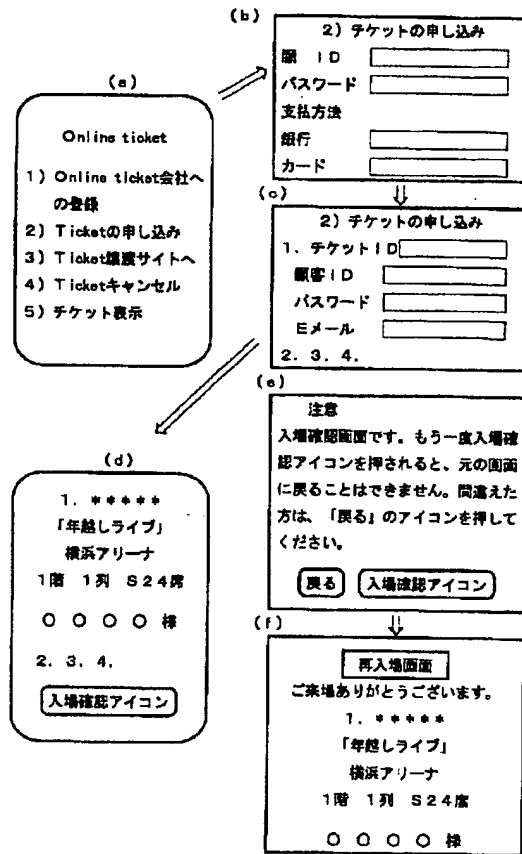 (a)
Online ticket
1) Online ticket会社へ
の登録
2) Ticketの申し込み
3) Ticket譲渡サイトへ
4) Ticketキャンセル
5) チケット表示
(b)
2) チケットの申し込み
ID
パスワード
支払方法
銀行
カード
(c)
2) チケットの申し込み
1. チケットID
顧客ID
パスワード
Eメール
2. 3. 4.
(d)
1. *****
「年越しライブ」
横浜アリーナ
1階 1列 S24席
○ ○ ○ ○ 様
2. 3. 4.
入場確認アイコン
(e)
注意
入場確認画面です。もう一度入場確
認アイコンを押されると、元の画面
に戻ることはできません。間違えた
方は、「戻る」のアイコンを押して
ください。
戻る 入場確認アイコン
(f)
再入場画面
ご来場ありがとうございます。
1. *****
「年越しライブ」
横浜アリーナ
1階 1列 S24席
○ ○ ○ ○ 様